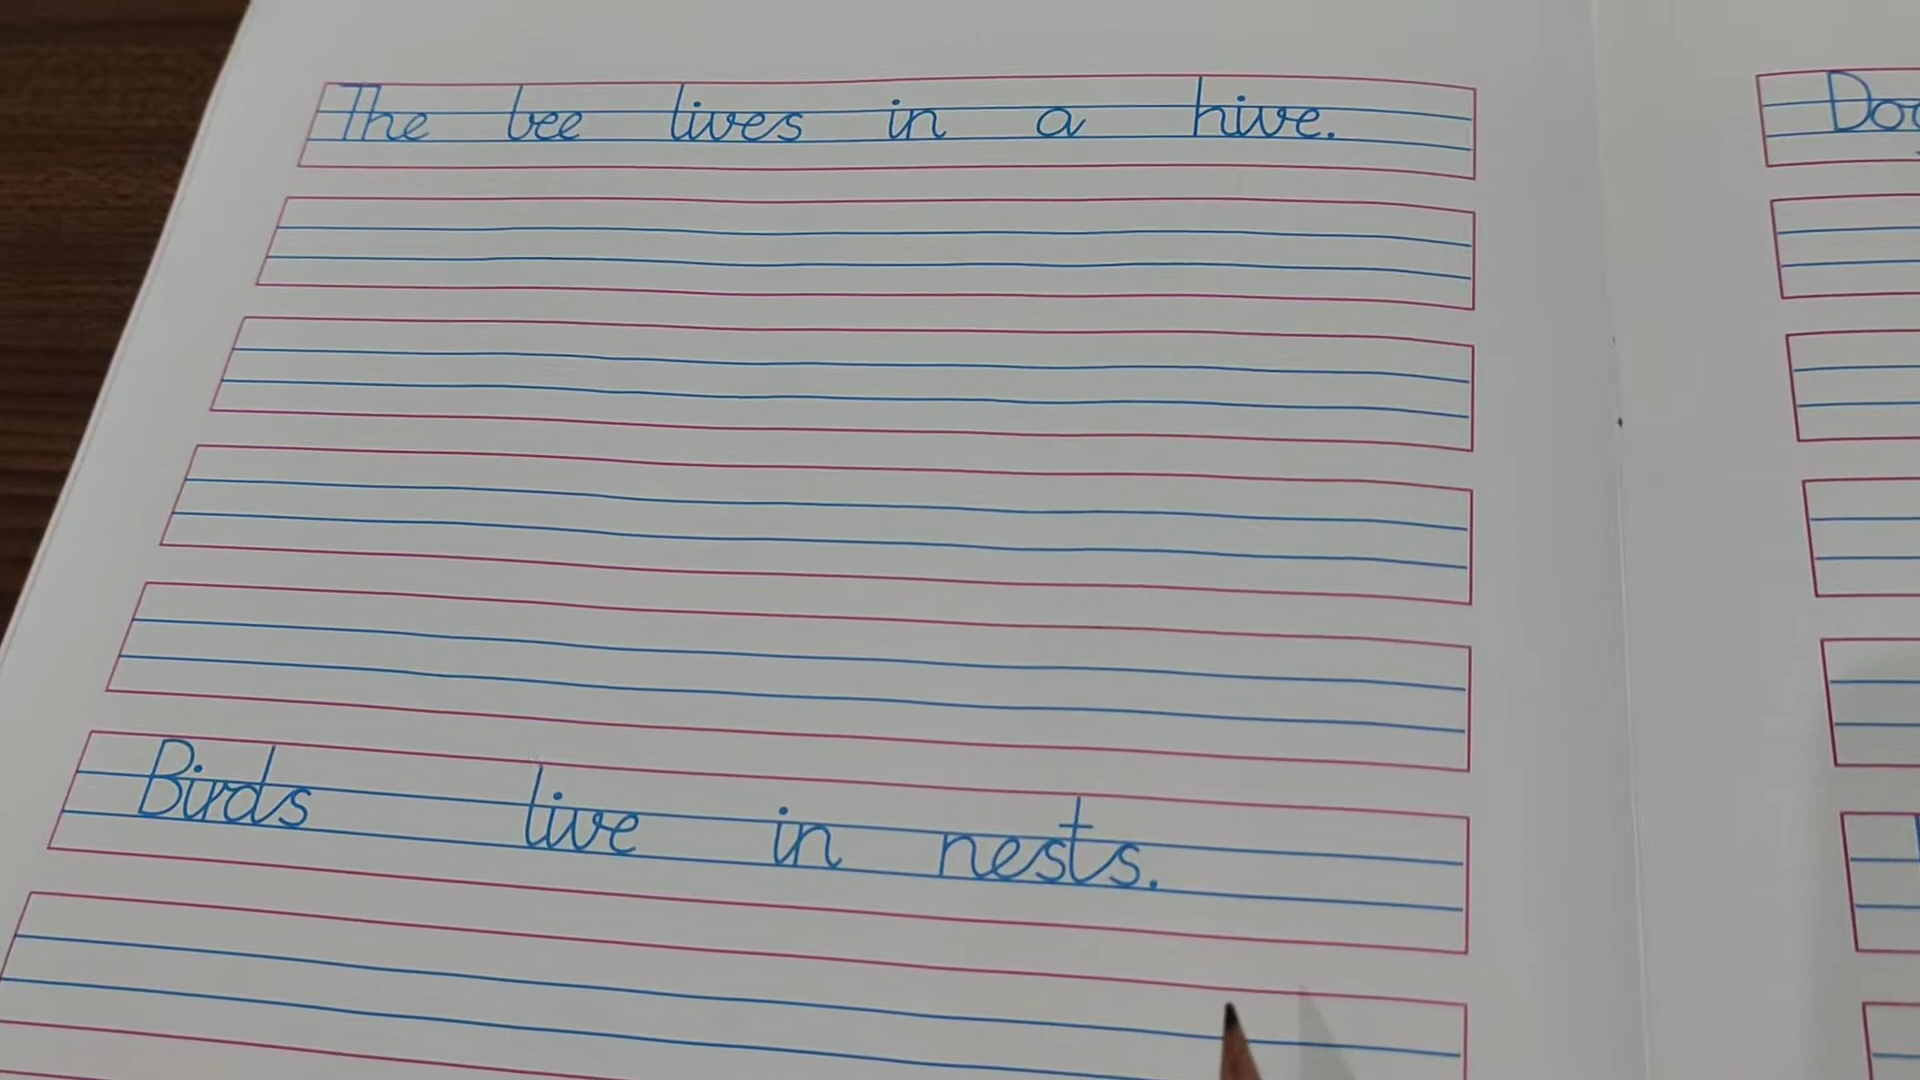 The bee lives in a hive.
Birds live in nests.